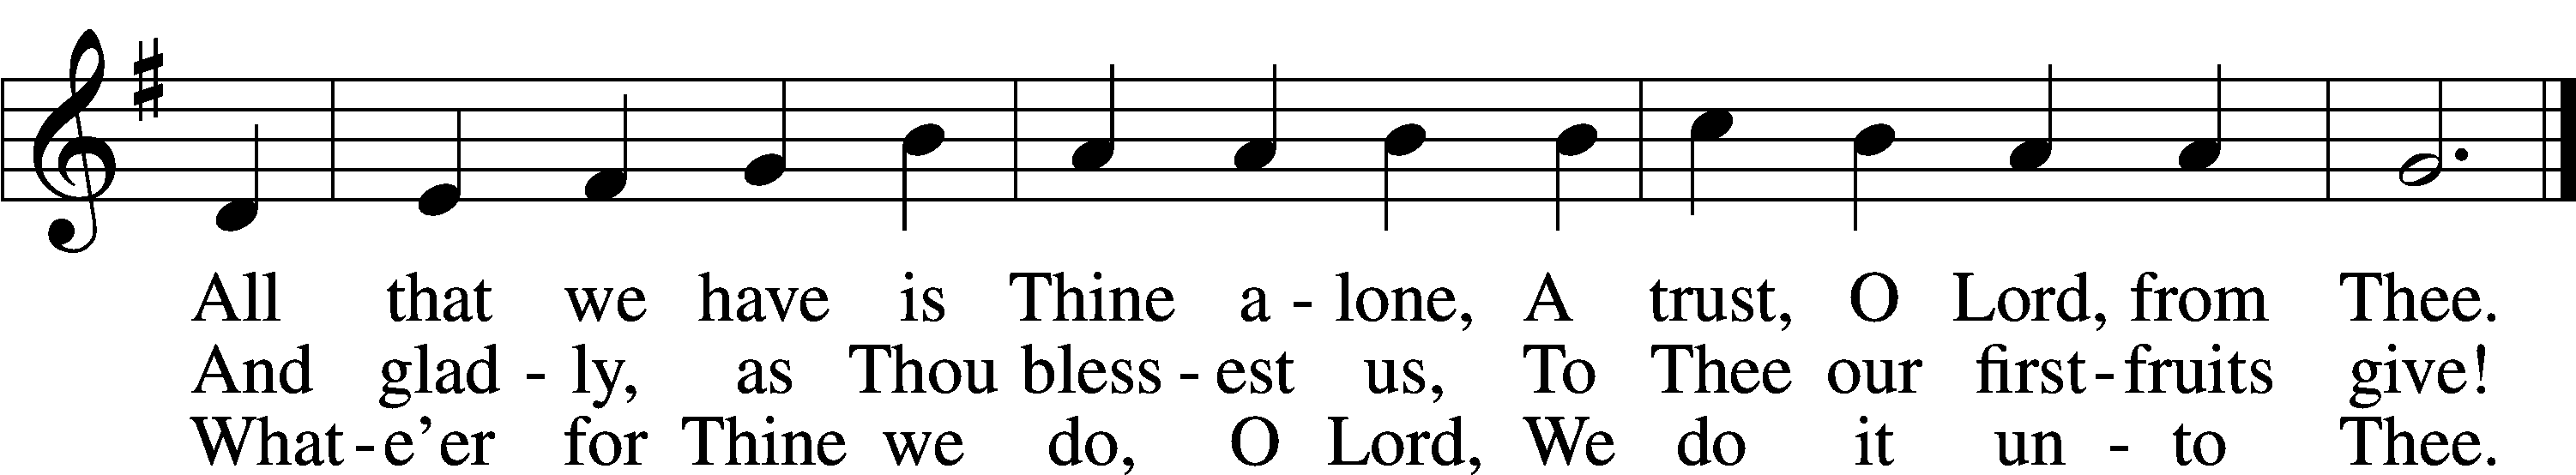 All that we have is Thine a - lone, A trust, O Lord, from Thee.
And glad - ly, as Thou bless - est us, To Thee our first - fruits give!
What - e’er for Thine we do, O Lord, We do it un - to Thee.